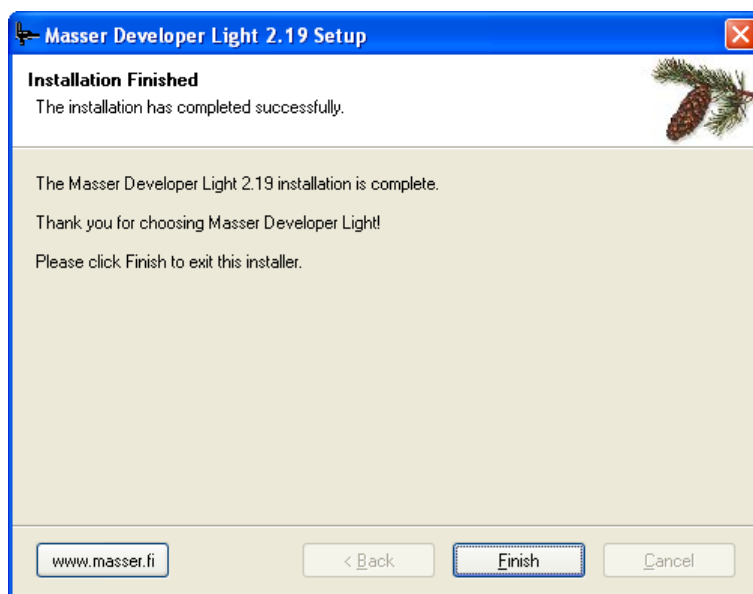 Masser Developer Light 2.19 Setup
Installation Finished
The installation has completed successfully.
The Masser Developer Light 2.19 installation is complete.
Thank you for choosing Masser Developer Light!
Please click Finish to exit this installer.
www.masser.fi
< Back
Finish
Cancel